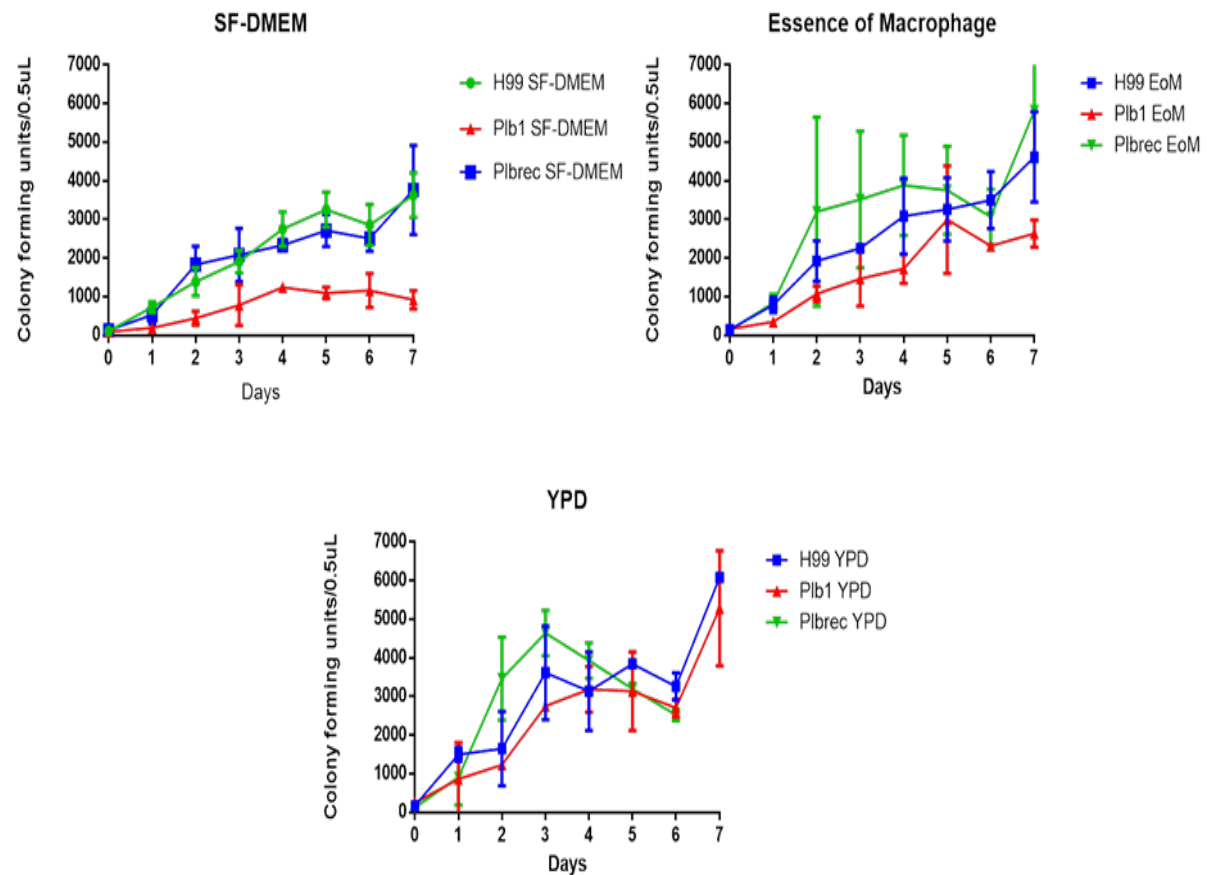 SF-DMEM
Colony forming units/0.5uL
7000
6000
5000
4000
3000
2000
1000
0
0 1 2 3 4 5 6 7
Days
H99 SF-DMEM
Plb1 SF-DMEM
Plbrec SF-DMEM
Essence of Macrophage
Colony forming units/0.5uL
7000
6000
5000
4000
3000
2000
1000
0
0 1 2 3 4 5 6 7
Days
H99 EoM
Plb1 EoM
Plbrec EoM
YPD
Colony forming units/0.5uL
7000
6000
5000
4000
3000
2000
1000
0
0 1 2 3 4 5 6 7
Days
H99 YPD
Plb1 YPD
Plbrec YPD